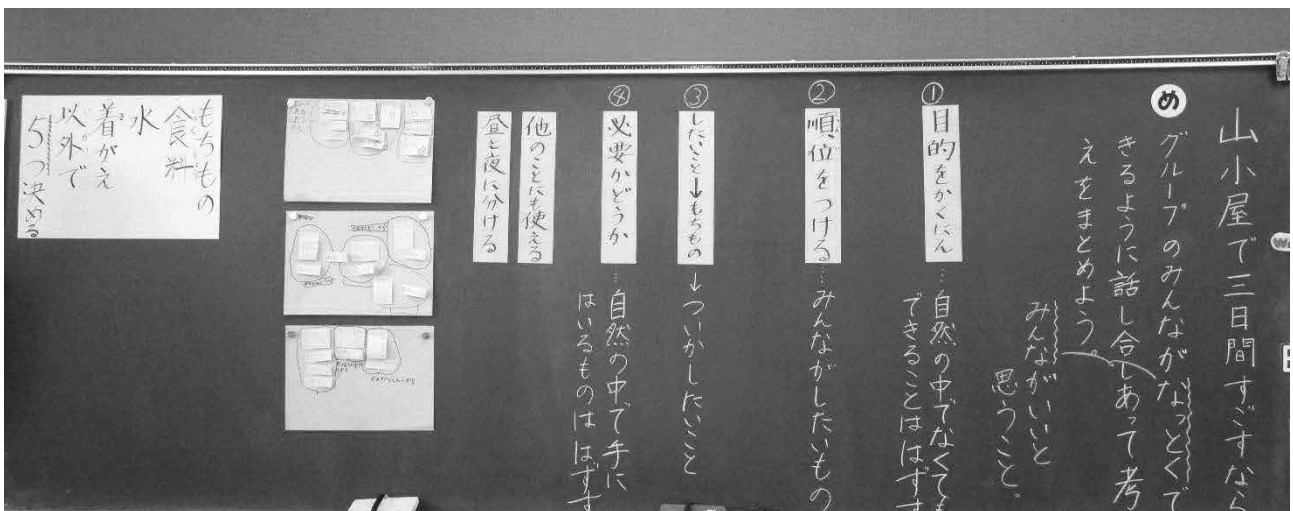 山小屋で三日間すごすなら
め
グループのみんながなっとくで
きるように話し合しあって考
えをまとめよう。
みんながいいと
思うこと。
① 目的をかくにん
…自然の中でなくても
できることははずす
② 順位をつける…みんながしたいもの
③ したいこと→もちもの→ついかしたいこと
④ 必要かどうか
…自然の中で手に
はいるものははずす
他のことにも使える
昼と夜に分ける
もちもの
食料
水
着がえ
以外で
5つ決める